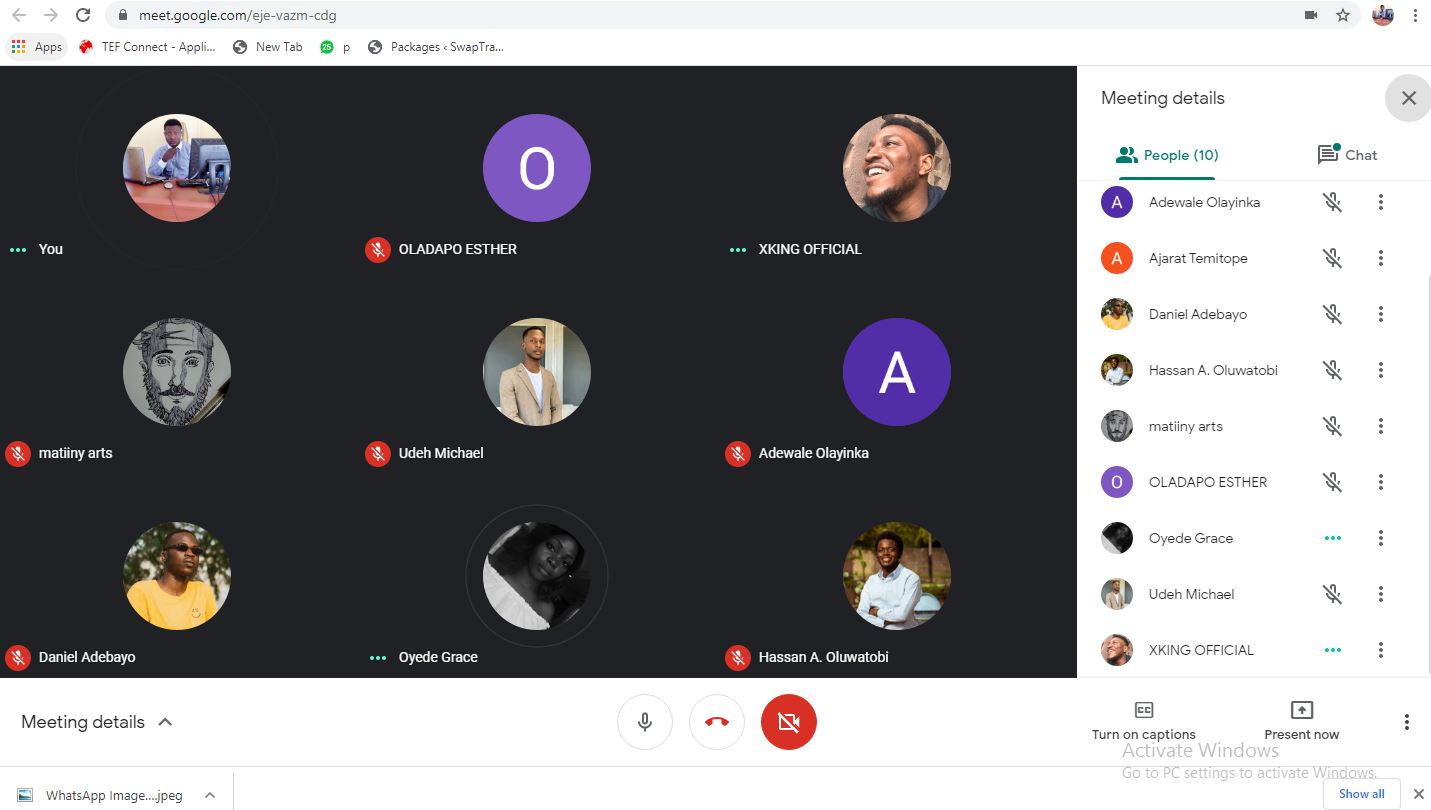 meet.google.com/eje-vazm-cdg
Apps
TEF Connect - Appli...
New Tab
25
p
Packages ‹ SwapTra...
You
O
OLADAPO ESTHER
XKING OFFICIAL
matiiny arts
Udeh Michael
A
Adewale Olayinka
Daniel Adebayo
Oyede Grace
Hassan A. Oluwatobi
Meeting details
People (10)
Chat
A Adewale Olayinka
A Ajarat Temitope
Daniel Adebayo
Hassan A. Oluwatobi
matiiny arts
O OLADAPO ESTHER
Oyede Grace
Udeh Michael
XKING OFFICIAL
Meeting details
CC
Turn on captions
Present now
Activate Windows
Go to PC settings to activate Windows.
WhatsApp Image....jpeg
Show all